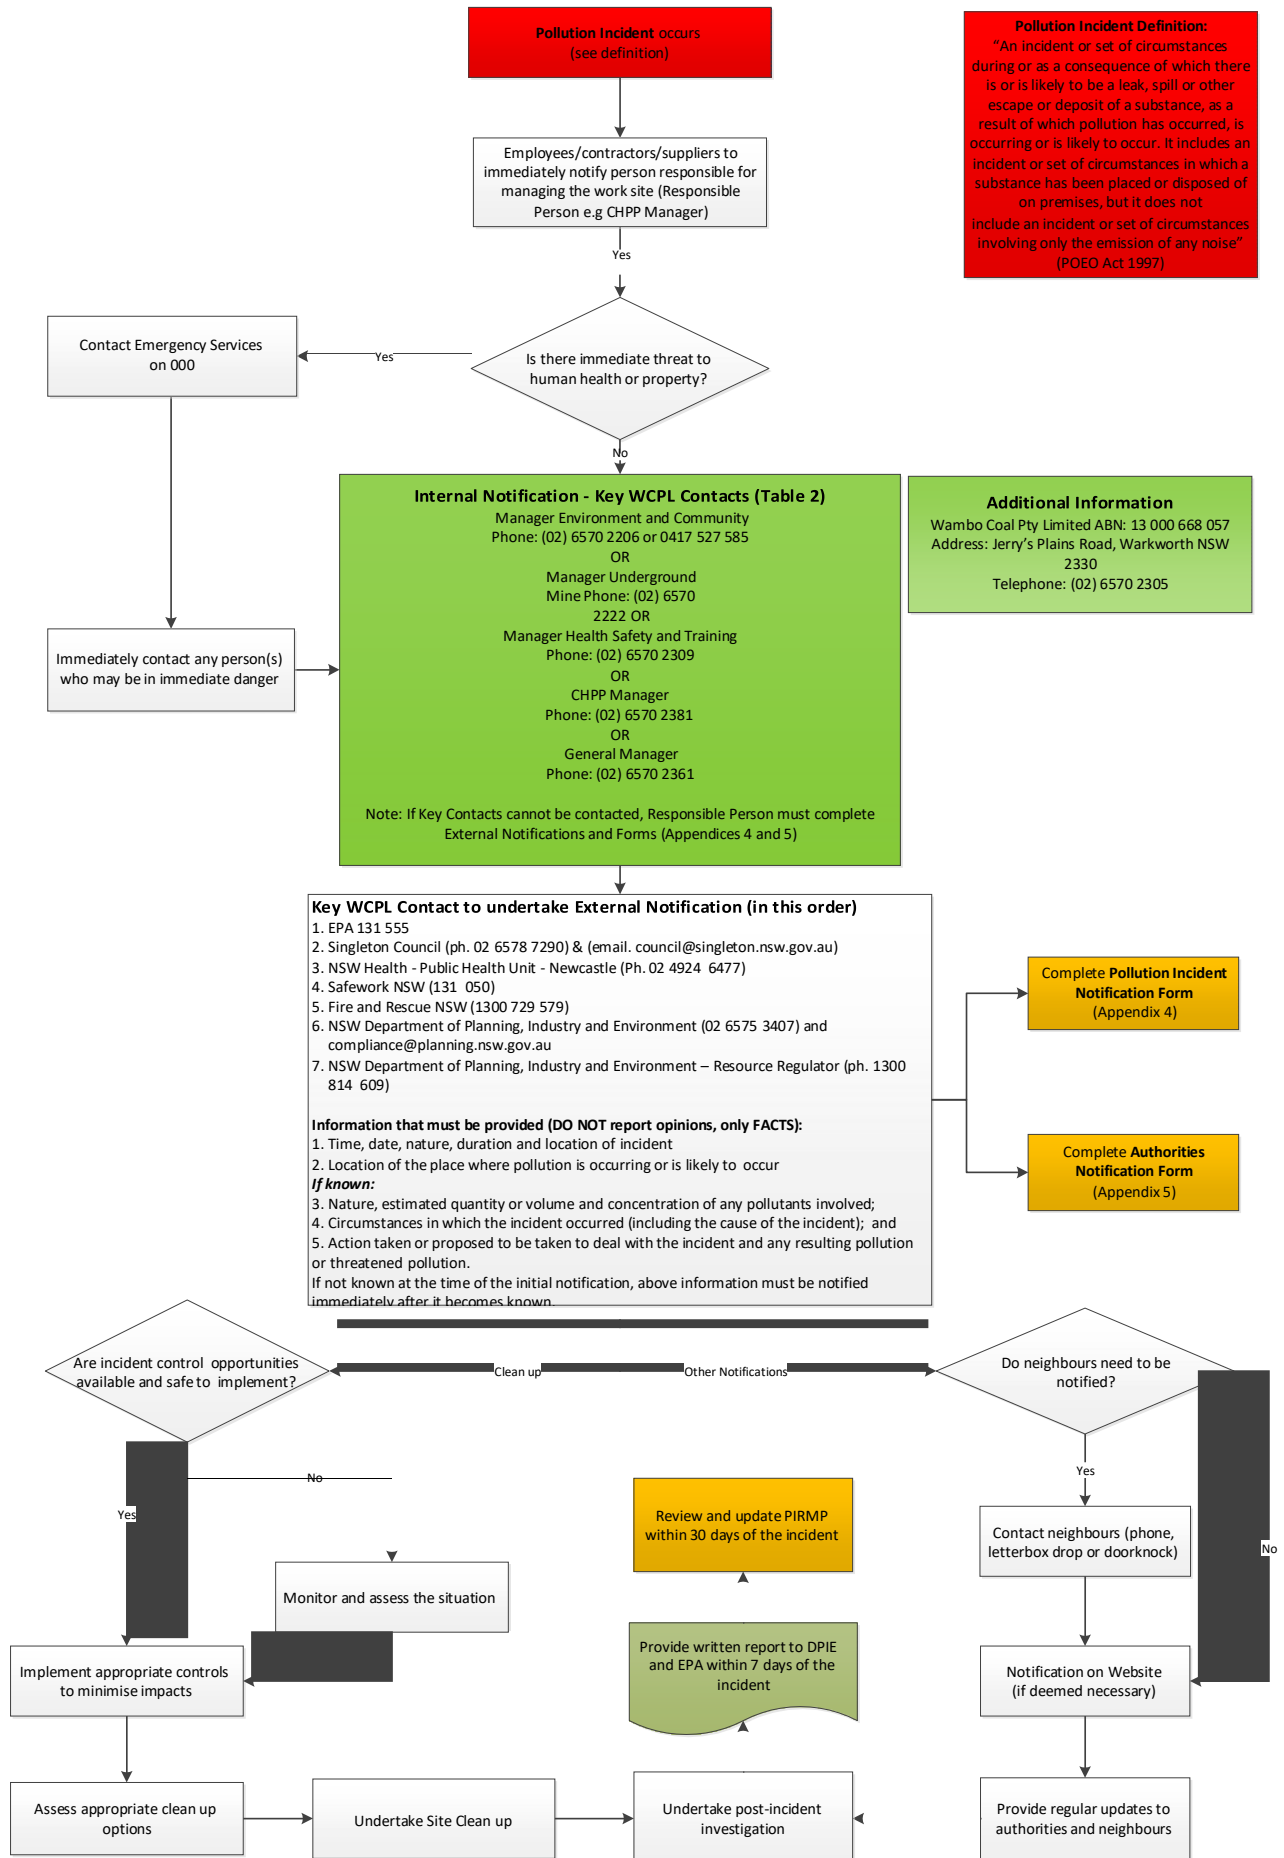 Pollution Incident occurs
(see definition)
Pollution Incident Definition:
“An incident or set of circumstances
during or as a consequence of which there
is or is likely to be a leak, spill or other
escape or deposit of a substance, as a
result of which pollution has occurred, is
occurring or is likely to occur. It includes an
incident or set of circumstances in which a
substance has been placed or disposed of
on premises, but it does not
include an incident or set of circumstances
involving only the emission of any noise”
(POEO Act 1997)
Employees/contractors/suppliers to
immediately notify person responsible for
managing the work site (Responsible
Person e.g CHPP Manager)
Yes
Is there immediate threat to
human health or property?
Yes
Contact Emergency Services
on 000
No
Immediately contact any person(s)
who may be in immediate danger
Internal Notification - Key WCPL Contacts (Table 2)
Manager Environment and Community
Phone: (02) 6570 2206 or 0417 527 585
OR
Manager Underground
Mine Phone: (02) 6570
2222 OR
Manager Health Safety and Training
Phone: (02) 6570 2309
OR
CHPP Manager
Phone: (02) 6570 2381
OR
General Manager
Phone: (02) 6570 2361
Note: If Key Contacts cannot be contacted, Responsible Person must complete
External Notifications and Forms (Appendices 4 and 5)
Additional Information
Wambo Coal Pty Limited ABN: 13 000 668 057
Address: Jerry’s Plains Road, Warkworth NSW
2330
Telephone: (02) 6570 2305
Key WCPL Contact to undertake External Notification (in this order)
1. EPA 131 555
2. Singleton Council (ph. 02 6578 7290) & (email. council@singleton.nsw.gov.au)
3. NSW Health - Public Health Unit - Newcastle (Ph. 02 4924 6477)
4. Safework NSW (131 050)
5. Fire and Rescue NSW (1300 729 579)
6. NSW Department of Planning, Industry and Environment (02 6575 3407) and
compliance@planning.nsw.gov.au
7. NSW Department of Planning, Industry and Environment – Resource Regulator (ph. 1300
814 609)
Information that must be provided (DO NOT report opinions, only FACTS):
1. Time, date, nature, duration and location of incident
2. Location of the place where pollution is occurring or is likely to occur
If known:
3. Nature, estimated quantity or volume and concentration of any pollutants involved;
4. Circumstances in which the incident occurred (including the cause of the incident); and
5. Action taken or proposed to be taken to deal with the incident and any resulting pollution
or threatened pollution.
If not known at the time of the initial notification, above information must be notified
immediately after it becomes known.
Complete Pollution Incident
Notification Form
(Appendix 4)
Complete Authorities
Notification Form
(Appendix 5)
Are incident control opportunities
available and safe to implement?
Clean up
Other Notifications
Do neighbours need to be
notified?
No
Yes
Monitor and assess the situation
Implement appropriate controls
to minimise impacts
Assess appropriate clean up
options
Undertake Site Clean up
Undertake post-incident
investigation
Provide written report to DPIE
and EPA within 7 days of the
incident
Review and update PIRMP
within 30 days of the incident
Yes
No
Contact neighbours (phone,
letterbox drop or doorknock)
Notification on Website
(if deemed necessary)
Provide regular updates to
authorities and neighbours